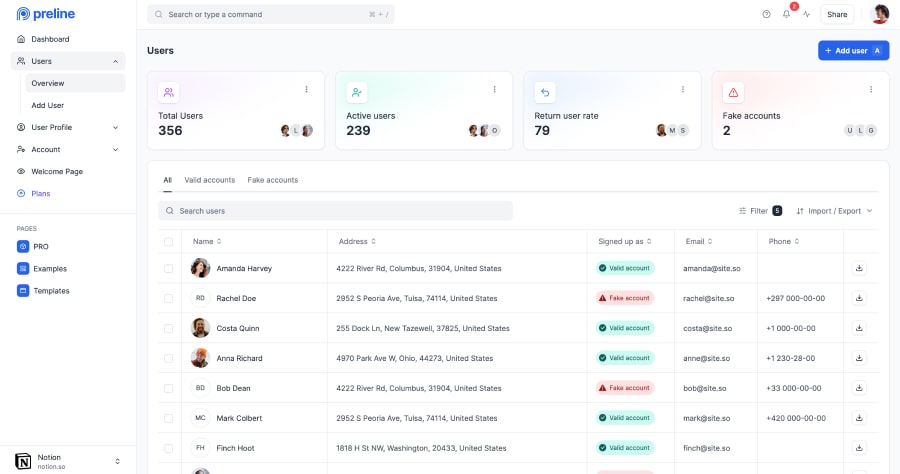 preline
Search or type a command
⌘ + /
2
Share
Dashboard
Users
Overview
Add User
User Profile
Account
Welcome Page
Plans
PAGES
PRO
Examples
Templates
Notion
notion.so
Users
+ Add user A
Total Users
356
L
Active users
239
O
Return user rate
79
M S
Fake accounts
2
U L G
All Valid accounts Fake accounts
Search users
Filter 5 Import / Export
Name Address Signed up as Email Phone
Amanda Harvey 4222 River Rd, Columbus, 31904, United States Valid account amanda@site.so
RD Rachel Doe 2952 S Peoria Ave, Tulsa, 74114, United States Fake account rachel@site.so +297 000-00-00
Costa Quinn 255 Dock Ln, New Tazewell, 37825, United States Valid account costa@site.so +1 000-00-00
Anna Richard 4970 Park Ave W, Ohio, 44273, United States Valid account anne@site.so +1 230-28-00
BD Bob Dean 4222 River Rd, Columbus, 31904, United States Fake account bob@site.so +33 000-00-00
MC Mark Colbert 2952 S Peoria Ave, Tulsa, 74114, United States Valid account mark@site.so +420 000-00-00
FH Finch Hoot 1818 H St NW, Washington, 20433, United States Valid account finch@site.so